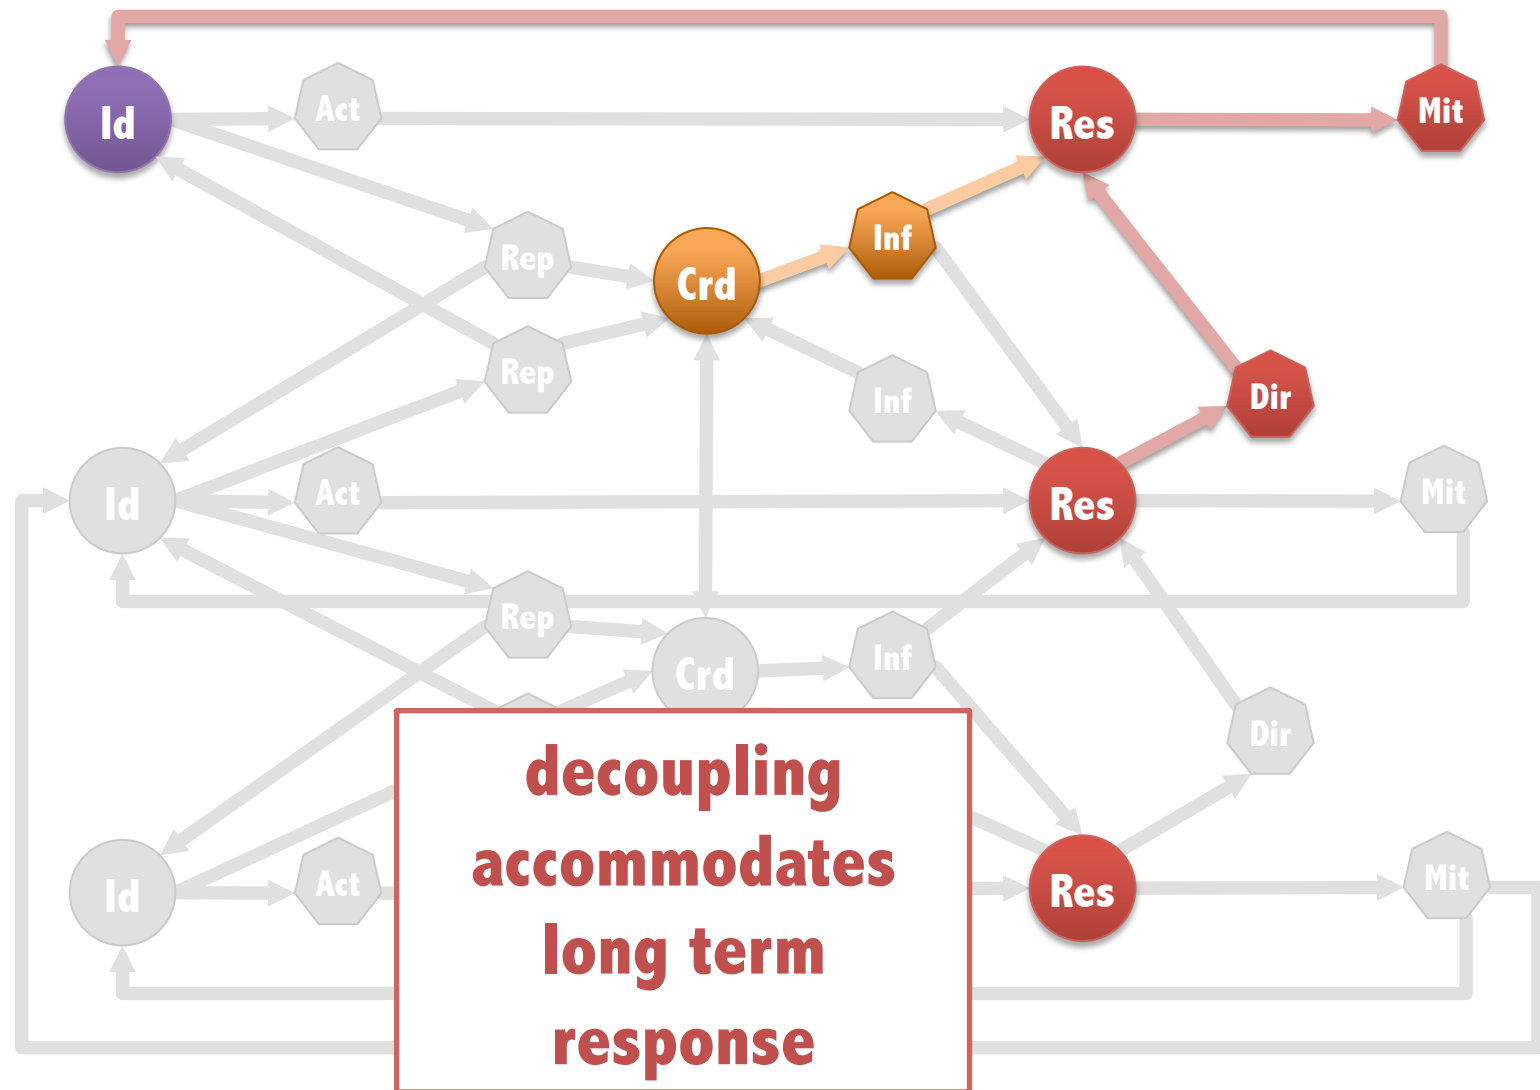 Id
Act
Res
Mit
Rep
Crd
Inf
Rep
Inf
Dir
Id
Act
Res
Mit
Rep
Crd
Inf
Dir
Id
Act
Res
Mit
decoupling
accommodates
long term
response